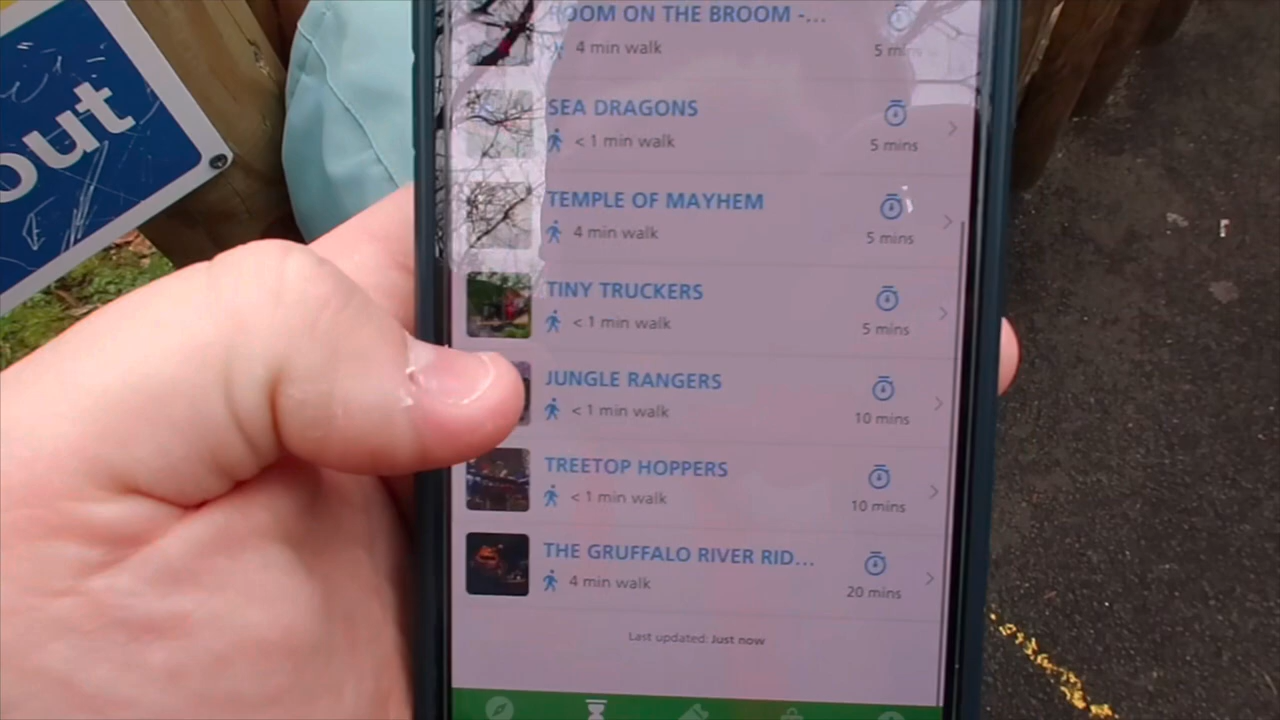 out
ROOM ON THE BROOM -...
4 min walk
5 mins
SEA DRAGONS
< 1 min walk
5 mins
TEMPLE OF MAYHEM
4 min walk
5 mins
TINY TRUCKERS
< 1 min walk
5 mins
JUNGLE RANGERS
< 1 min walk
10 mins
TREETOP HOPPERS
< 1 min walk
10 mins
THE GRUFFALO RIVER RID...
4 min walk
20 mins
Last updated: Just now